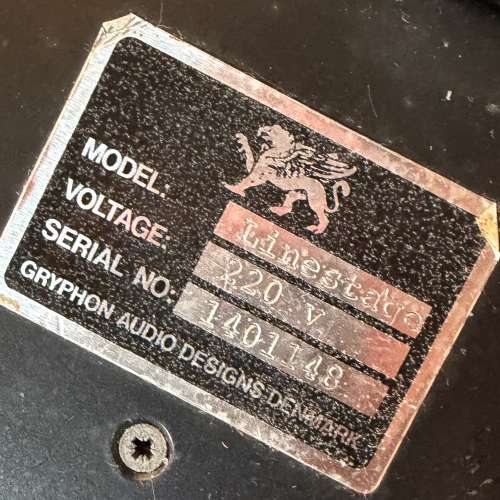 MODEL: Linestage
VOLTAGE: 220 V
SERIAL NO: 1401148
GRYPHON AUDIO DESIGNS·DENMARK